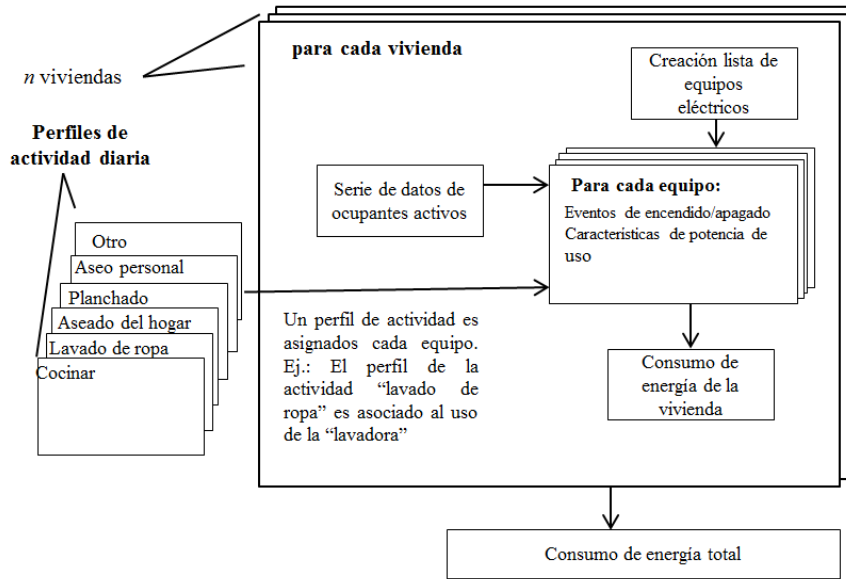 para cada vivienda
n viviendas
Creación lista de
equipos
eléctricos
Perfiles de
actividad diaria
Serie de datos de
ocupantes activos
Para cada equipo:
Eventos de encendido/apagado
Características de potencia de
uso
Otro
Aseo personal
Planchado
Aseado del hogar
Lavado de ropa
Cocinar
Un perfil de actividad es
asignados cada equipo.
Ej.: El perfil de la
actividad “lavado de
ropa” es asociado al uso
de la “lavadora”
Consumo de
energía de la
vivienda
Consumo de energía total